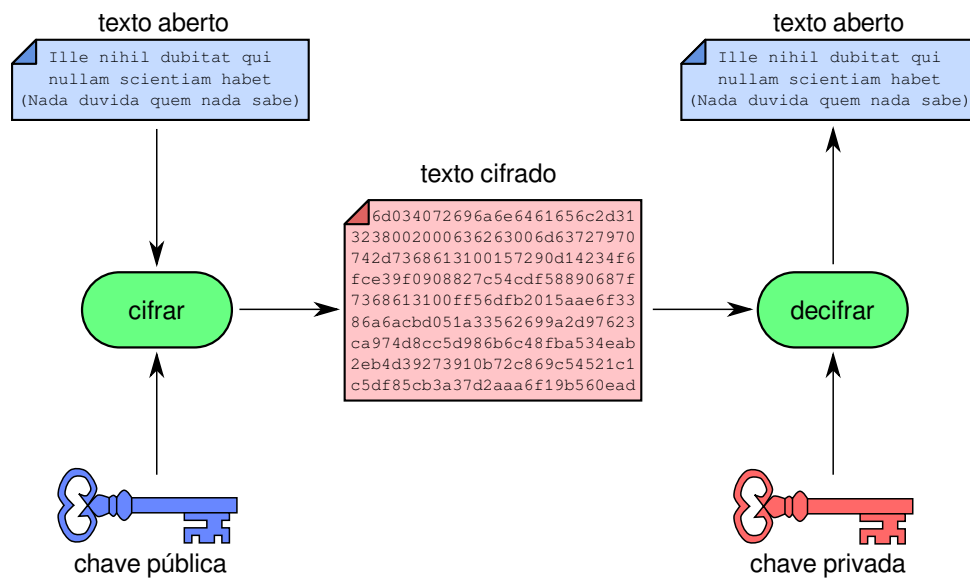 texto aberto
Ille nihil dubitat qui
nullam scientiam habet
(Nada duvida quem nada sabe)
texto aberto
Ille nihil dubitat qui
nullam scientiam habet
(Nada duvida quem nada sabe)
texto cifrado
6d034072696a6e6461656c2d31
3238002000636263006d63727970
742d7368613100157290d14234f6
fce39f0908827c54cdf58890687f
7368613100ff56dfb2015aae6f33
86a6acbd051a33562699a2d97623
ca974d8cc5d986b6c48fba534eab
2eb4d39273910b72c869c54521c1
c5df85cb3a37d2aaa6f19b560ead
cifrar
decifrar
chave pública
chave privada